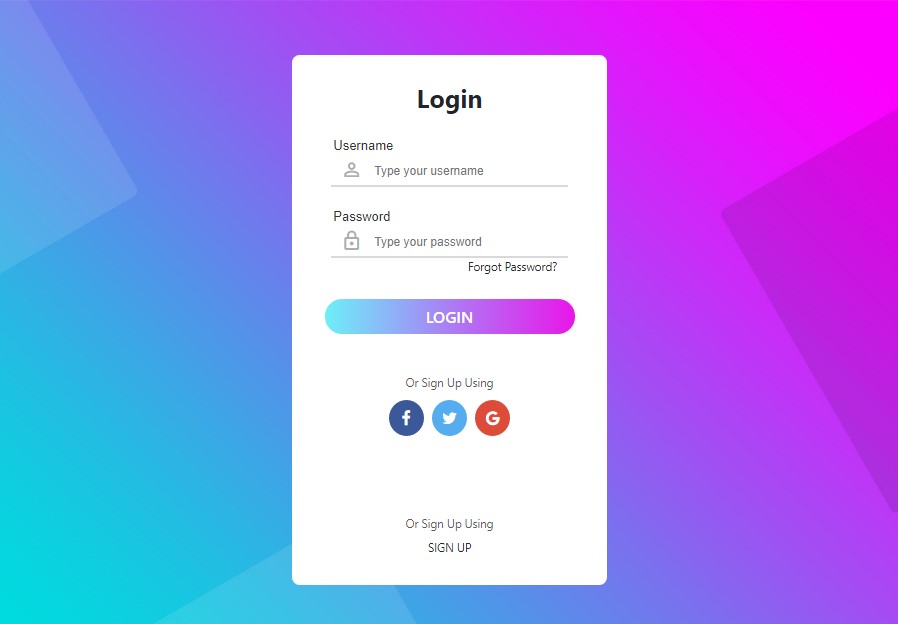 Login
Username
Type your username
Password
Type your password
Forgot Password?
LOGIN
Or Sign Up Using
Or Sign Up Using
SIGN UP